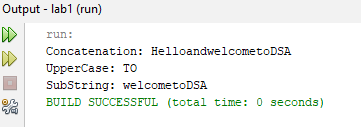 Output - lab1 (run)
run:
Concatenation: HelloandwelcometoDSA
UpperCase: TO
SubString: welcometoDSA
BUILD SUCCESSFUL (total time: 0 seconds)